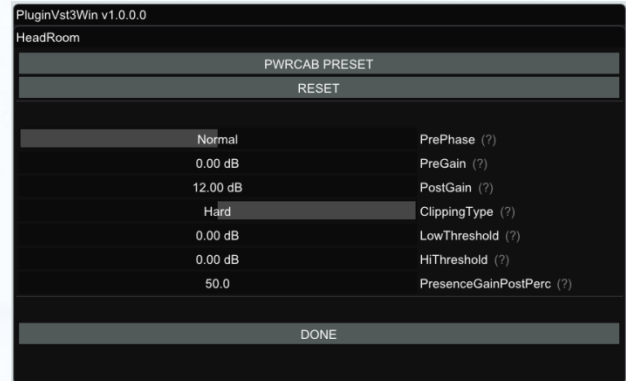 PluginVst3Win v1.0.0.0
HeadRoom
PWRCAB PRESET
RESET
Normal PrePhase (?)
0.00 dB PreGain (?)
12.00 dB PostGain (?)
Hard ClippingType (?)
0.00 dB LowThreshold (?)
0.00 dB HiThreshold (?)
50.0 PresenceGainPostPerc (?)
DONE